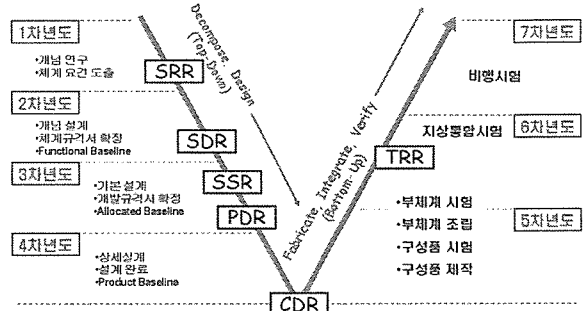 1차년도
•개념 연구
•체계 요건 도출
SRR
Decompose, Design
(Top-Down)
2차년도
•개념 설계
•체계규격서 확정
•Functional Baseline
SDR
3차년도
•기본 설계
•개발규격서 확정
•Allocated Baseline
SSR
PDR
4차년도
•상세설계
•설계 완료
•Product Baseline
CDR
Fabricate, Integrate, Verify
(Bottom-Up)
7차년도
비행시험
6차년도
지상통합시험
TRR
5차년도
•부체계 시험
•부체계 조립
•구성품 시험
•구성품 제작